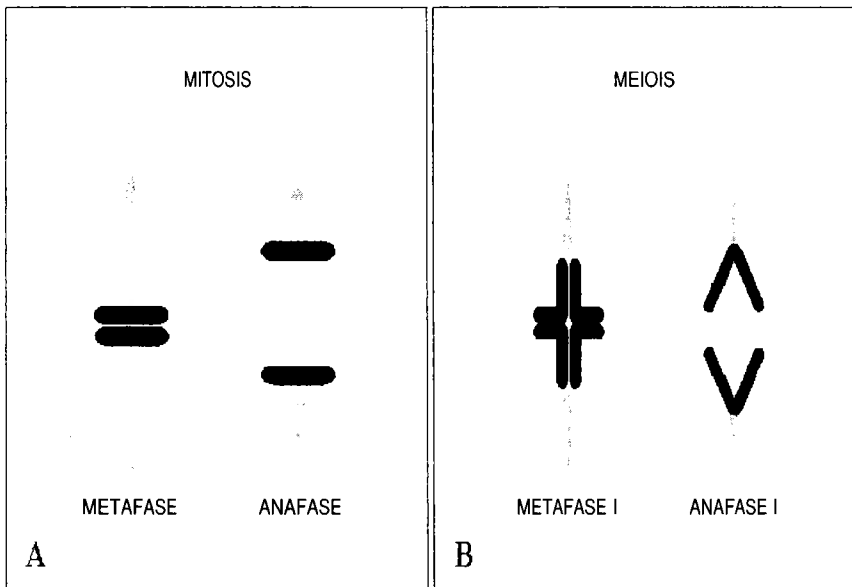 MITOSIS
METAFASE
ANAFASE
A
MEIOIS
METAFASE I
ANAFASE I
B